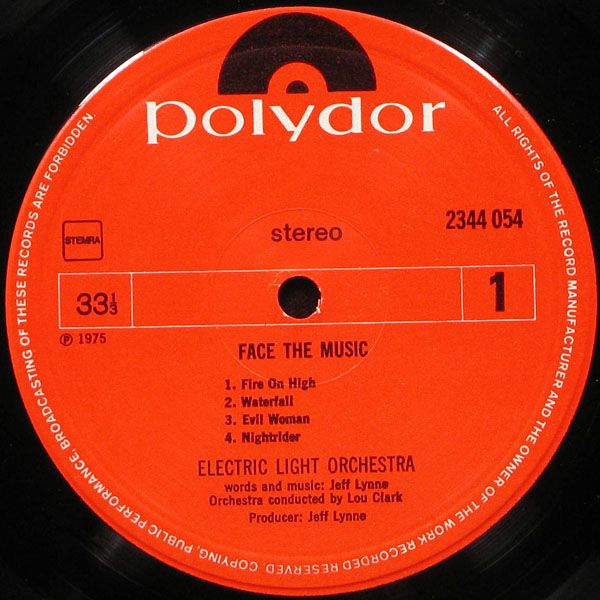 polydor
ALL RIGHTS OF THE RECORD MANUFACTURER AND THE OWNER OF THE WORK RECORDED RESERVED. COPYING, PUBLIC PERFORMANCE, BROADCASTING OF THESE RECORDS ARE FORBIDDEN.
stereo
2344 054
STEMRA
33⅓
1
℗ 1975
FACE THE MUSIC
1. Fire On High
2. Waterfall
3. Evil Woman
4. Nightrider
ELECTRIC LIGHT ORCHESTRA
words and music: Jeff Lynne
Orchestra conducted by Lou Clark
Producer: Jeff Lynne